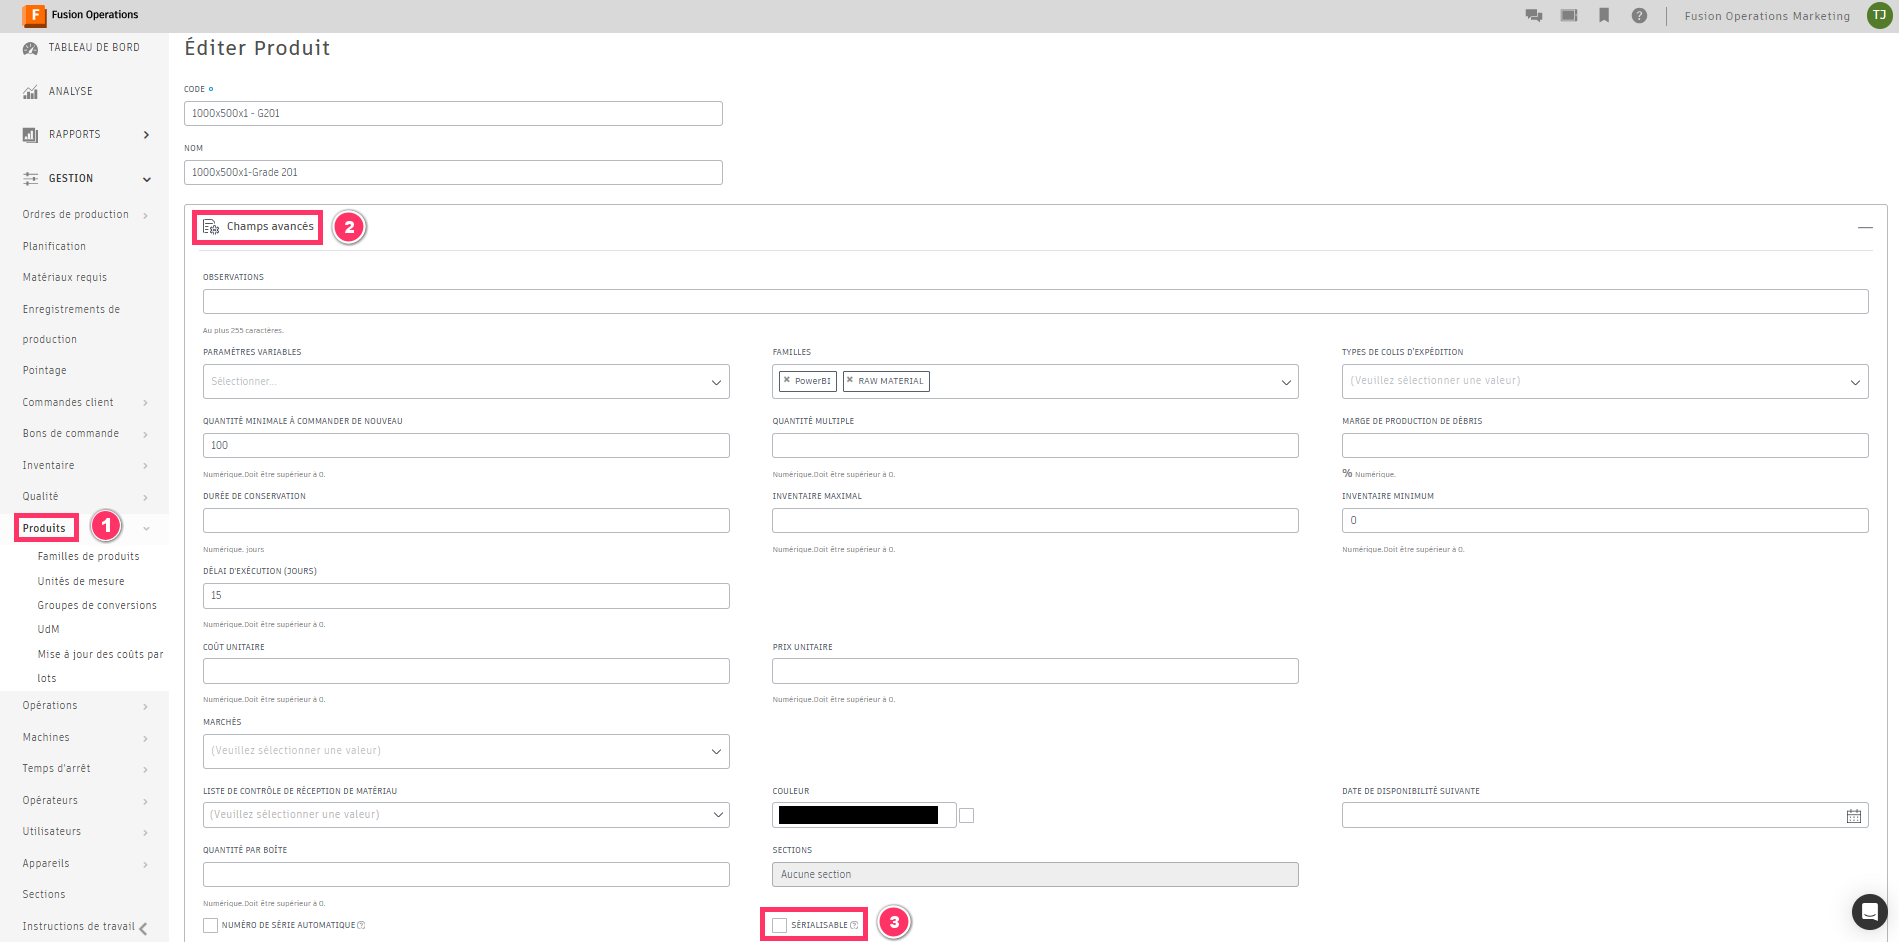 F Fusion Operations
? Fusion Operations Marketing TJ
TABLEAU DE BORD
ANALYSE
RAPPORTS
GESTION
Ordres de production
Planification
Matériaux requis
Enregistrements de
production
Pointage
Commandes client
Bons de commande
Inventaire
Qualité
Produits
1
Familles de produits
Unités de mesure
Groupes de conversions
UdM
Mise à jour des coûts par
lots
Opérations
Machines
Temps d'arrêt
Opérateurs
Utilisateurs
Appareils
Sections
Instructions de travail
Éditer Produit
CODE
1000x500x1 - G201
NOM
1000x500x1-Grade 201
Champs avancés
2
OBSERVATIONS
Au plus 255 caractères.
PARAMÈTRES VARIABLES FAMILLES TYPES DE COLIS D'EXPÉDITION
Sélectionner... × PowerBI × RAW MATERIAL (Veuillez sélectionner une valeur)
QUANTITÉ MINIMALE À COMMANDER DE NOUVEAU QUANTITÉ MULTIPLE MARGE DE PRODUCTION DE DÉBRIS
100
Numérique.Doit être supérieur à 0. Numérique.Doit être supérieur à 0. % Numérique.
DURÉE DE CONSERVATION INVENTAIRE MAXIMAL INVENTAIRE MINIMUM
0
Numérique. jours Numérique.Doit être supérieur à 0. Numérique.Doit être supérieur à 0.
DÉLAI D'EXÉCUTION (JOURS)
15
Numérique.Doit être supérieur à 0.
COÛT UNITAIRE PRIX UNITAIRE
Numérique.Doit être supérieur à 0. Numérique.Doit être supérieur à 0.
MARCHÉS
(Veuillez sélectionner une valeur)
LISTE DE CONTRÔLE DE RÉCEPTION DE MATÉRIAU COULEUR DATE DE DISPONIBILITÉ SUIVANTE
(Veuillez sélectionner une valeur)
QUANTITÉ PAR BOÎTE SECTIONS
Aucune section
Numérique.Doit être supérieur à 0.
NUMÉRO DE SÉRIE AUTOMATIQUE ? SÉRIALISABLE ? 3